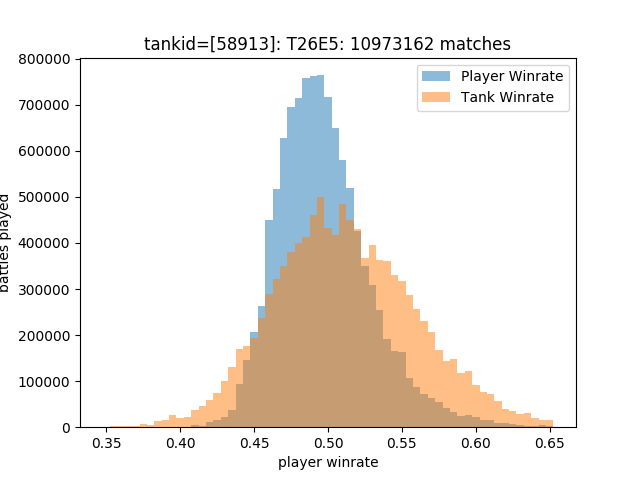 tankid=[58913]: T26E5: 10973162 matches
Player Winrate
Tank Winrate
800000
700000
600000
500000
400000
300000
200000
100000
0
battles played
0.35 0.40 0.45 0.50 0.55 0.60 0.65
player winrate